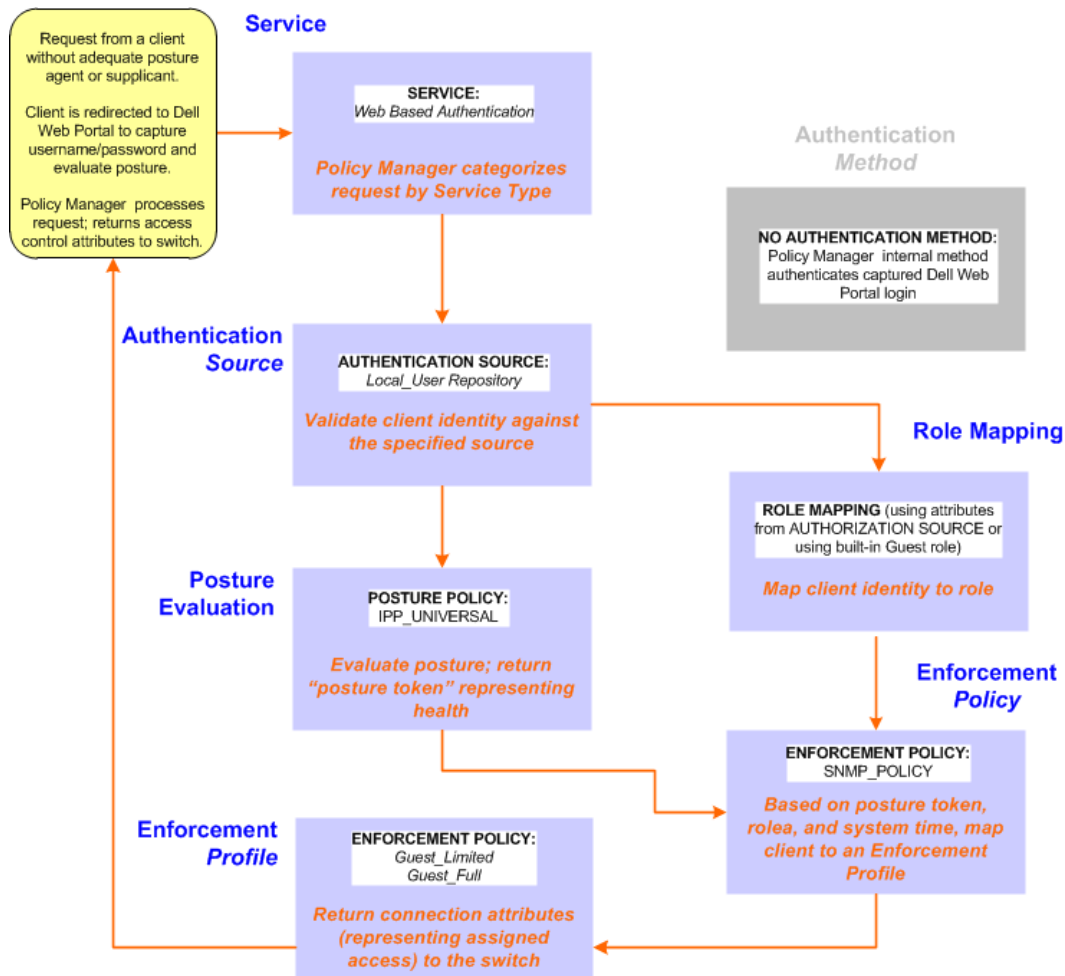 Service
Request from a client
without adequate posture
agent or supplicant.
Client is redirected to Dell
Web Portal to capture
username/password and
evaluate posture.
Policy Manager processes
request; returns access
control attributes to switch.
SERVICE:
Web Based Authentication
Policy Manager categorizes
request by Service Type
Authentication
Method
NO AUTHENTICATION METHOD:
Policy Manager internal method
authenticates captured Dell Web
Portal login
Authentication
Source
AUTHENTICATION SOURCE:
Local_User Repository
Validate client identity against
the specified source
Role Mapping
ROLE MAPPING (using attributes
from AUTHORIZATION SOURCE or
using built-in Guest role)
Map client identity to role
Posture
Evaluation
POSTURE POLICY:
IPP_UNIVERSAL
Evaluate posture; return
“posture token” representing
health
Enforcement
Policy
ENFORCEMENT POLICY:
SNMP_POLICY
Based on posture token,
rolea, and system time, map
client to an Enforcement
Profile
Enforcement
Profile
ENFORCEMENT POLICY:
Guest_Limited
Guest_Full
Return connection attributes
(representing assigned
access) to the switch